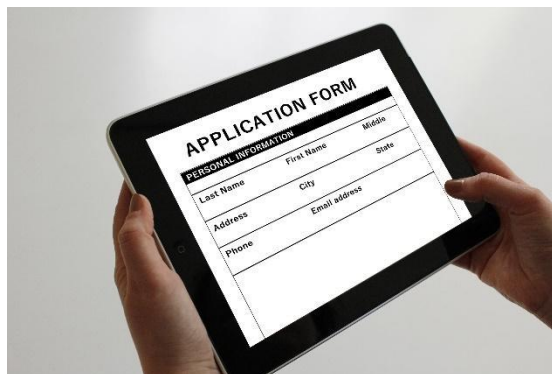 APPLICATION FORM
PERSONAL INFORMATION
Last Name First Name Middle
Address City State
Phone Email address